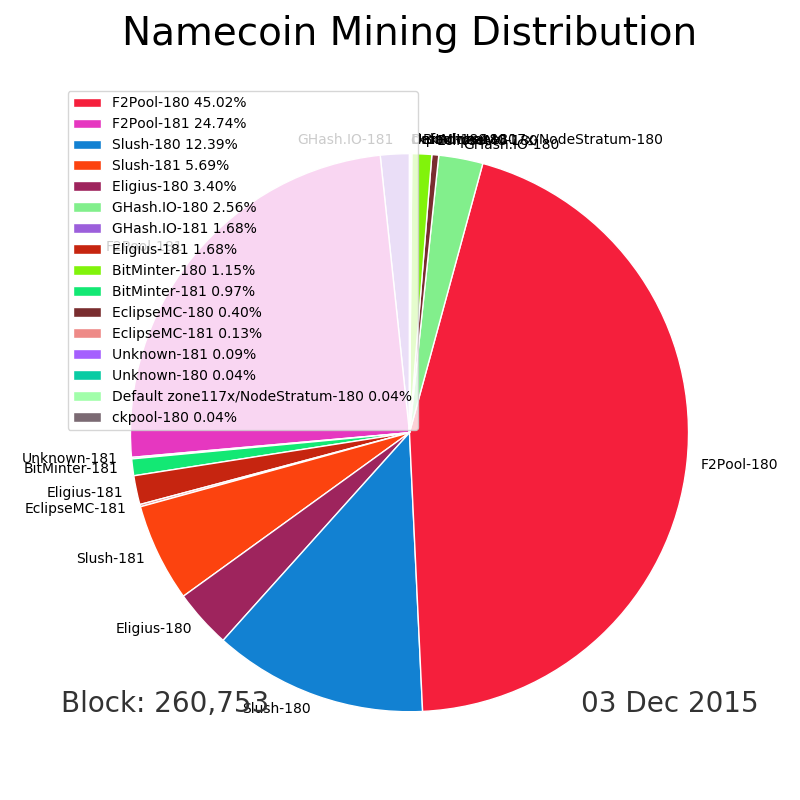 Namecoin Mining Distribution
F2Pool-180 45.02%
F2Pool-181 24.74%
Slush-180 12.39%
Slush-181 5.69%
Eligius-180 3.40%
GHash.IO-180 2.56%
GHash.IO-181 1.68%
Eligius-181 1.68%
BitMinter-180 1.15%
BitMinter-181 0.97%
EclipseMC-180 0.40%
EclipseMC-181 0.13%
Unknown-181 0.09%
Unknown-180 0.04%
Default zone117x/NodeStratum-180 0.04%
ckpool-180 0.04%
GHash.IO-181
GHash.IO-180
F2Pool-181
Unknown-181
BitMinter-181
F2Pool-180
Eligius-181
EclipseMC-181
Slush-181
Eligius-180
Slush-180
Block: 260,753
03 Dec 2015